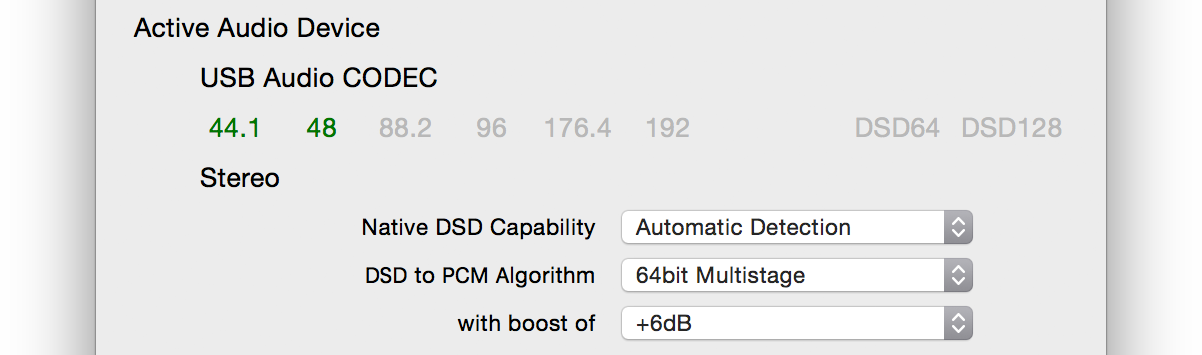 Active Audio Device
USB Audio CODEC
44.1 48 88.2 96 176.4 192 DSD64 DSD128
Stereo
Native DSD Capability Automatic Detection
DSD to PCM Algorithm 64bit Multistage
with boost of +6dB